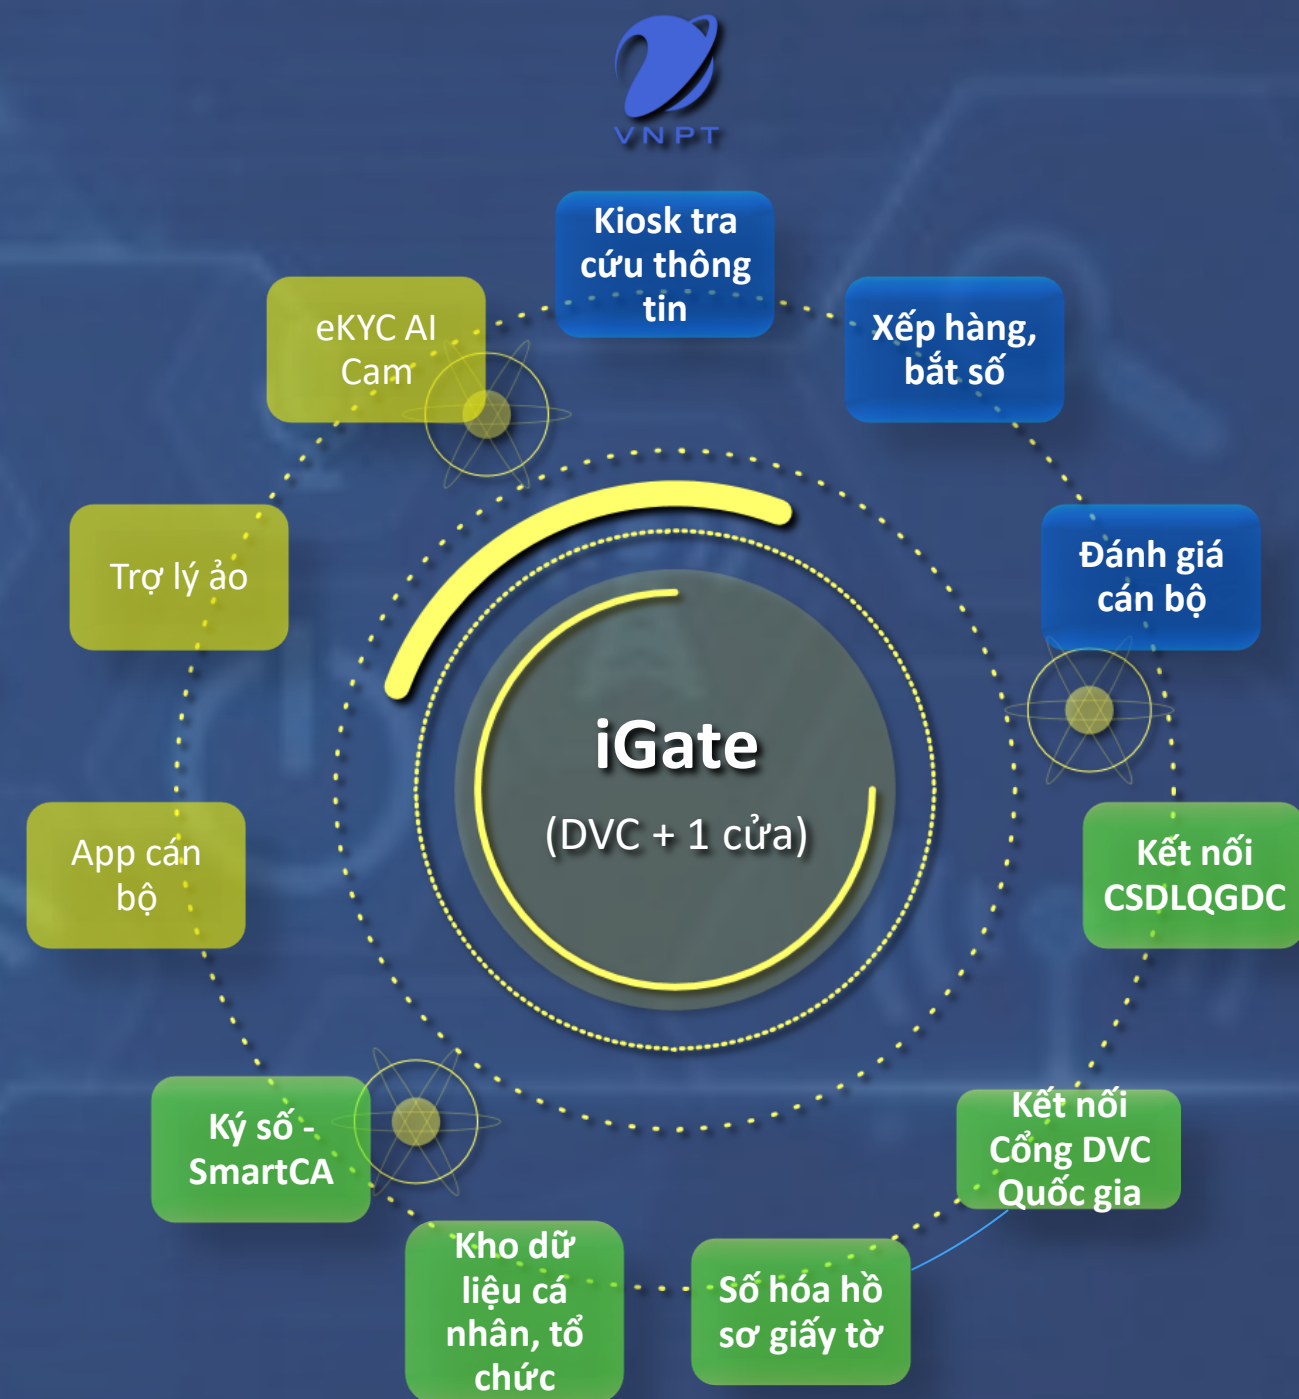 VNPT
Kiosk tra
cứu thông
tin
Xếp hàng,
bắt số
Đánh giá
cán bộ
Kết nối
CSDLQGDC
Kết nối
Cổng DVC
Quốc gia
Số hóa hồ
sơ giấy tờ
Kho dữ
liệu cá
nhân, tổ
chức
Ký số -
SmartCA
App cán
bộ
Trợ lý ảo
eKYC AI
Cam
iGate
(DVC + 1 cửa)